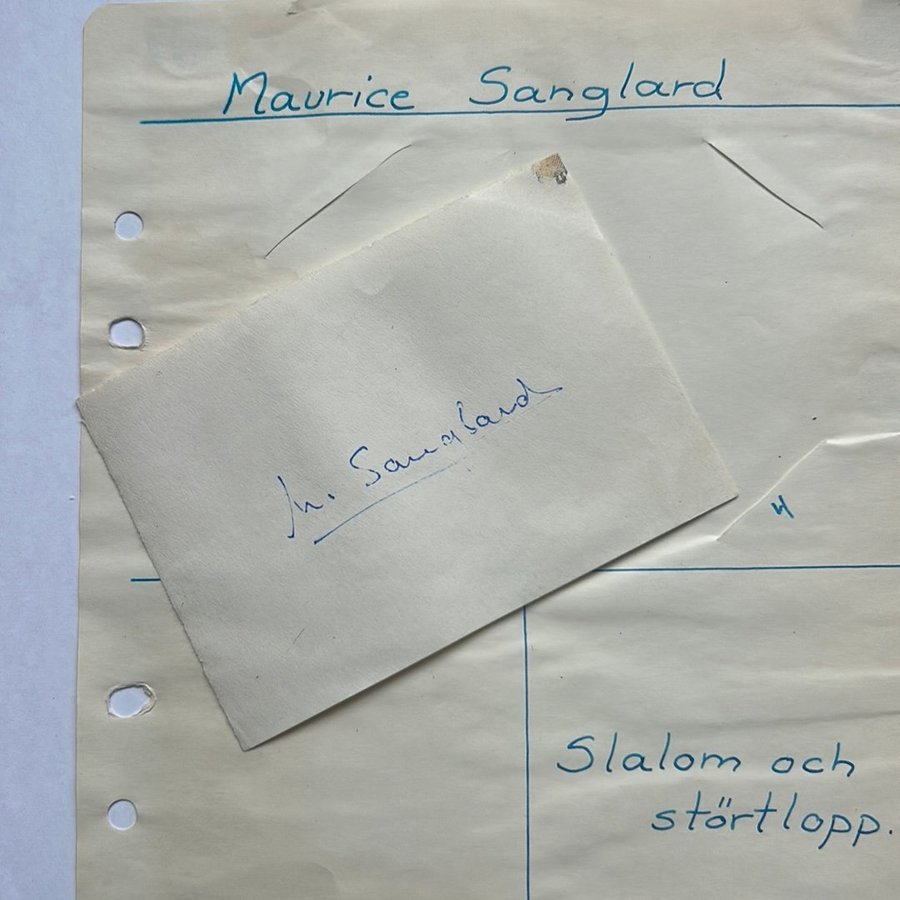 Maurice Sanglard
M. Sanglard
4
Slalom och
störtlopp.